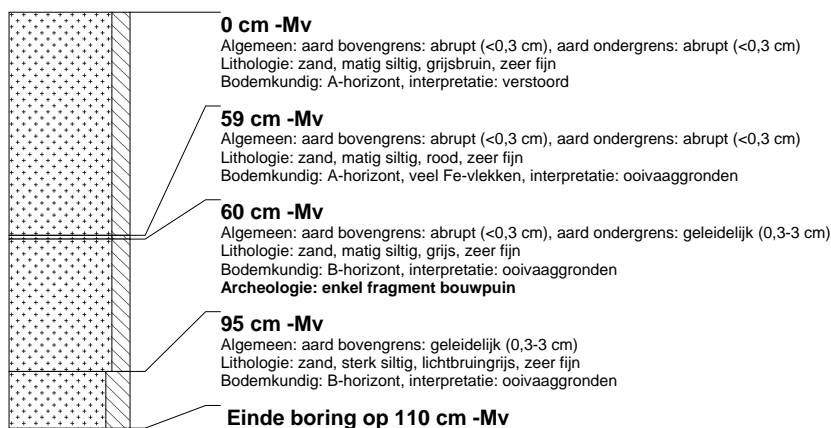 0 cm -Mv
Algemeen: aard bovengrens: abrupt (<0,3 cm), aard ondergrens: abrupt (<0,3 cm)
Lithologie: zand, matig siltig, grijsbruin, zeer fijn
Bodemkundig: A-horizont, interpretatie: verstoord
59 cm -Mv
Algemeen: aard bovengrens: abrupt (<0,3 cm), aard ondergrens: abrupt (<0,3 cm)
Lithologie: zand, matig siltig, rood, zeer fijn
Bodemkundig: A-horizont, veel Fe-vlekken, interpretatie: ooivaaggronden
60 cm -Mv
Algemeen: aard bovengrens: abrupt (<0,3 cm), aard ondergrens: geleidelijk (0,3-3 cm)
Lithologie: zand, matig siltig, grijs, zeer fijn
Bodemkundig: B-horizont, interpretatie: ooivaaggronden
Archeologie: enkel fragment bouwpuin
95 cm -Mv
Algemeen: aard bovengrens: geleidelijk (0,3-3 cm)
Lithologie: zand, sterk siltig, lichtbruingrijs, zeer fijn
Bodemkundig: B-horizont, interpretatie: ooivaaggronden
Einde boring op 110 cm -Mv